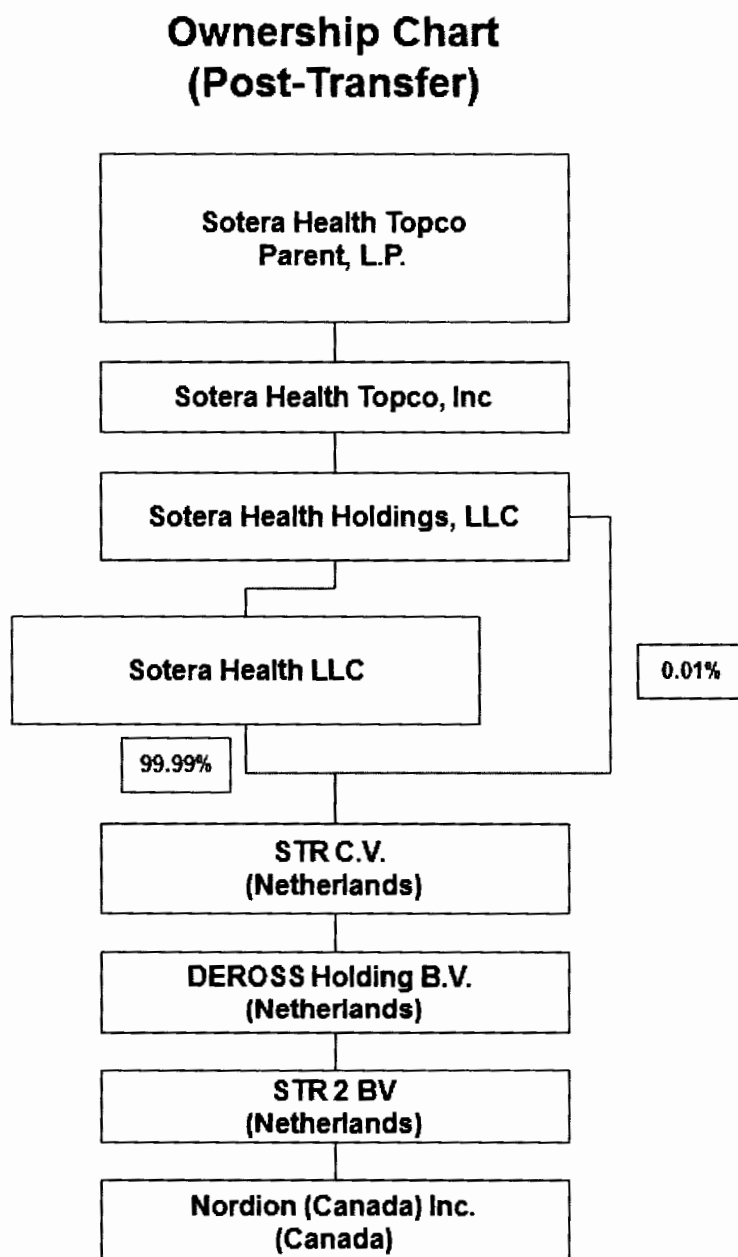 Ownership Chart
(Post-Transfer)
Sotera Health Topco
Parent, L.P.
Sotera Health Topco, Inc
Sotera Health Holdings, LLC
Sotera Health LLC
0.01%
99.99%
STR C.V.
(Netherlands)
DEROSS Holding B.V.
(Netherlands)
STR 2 BV
(Netherlands)
Nordion (Canada) Inc.
(Canada)